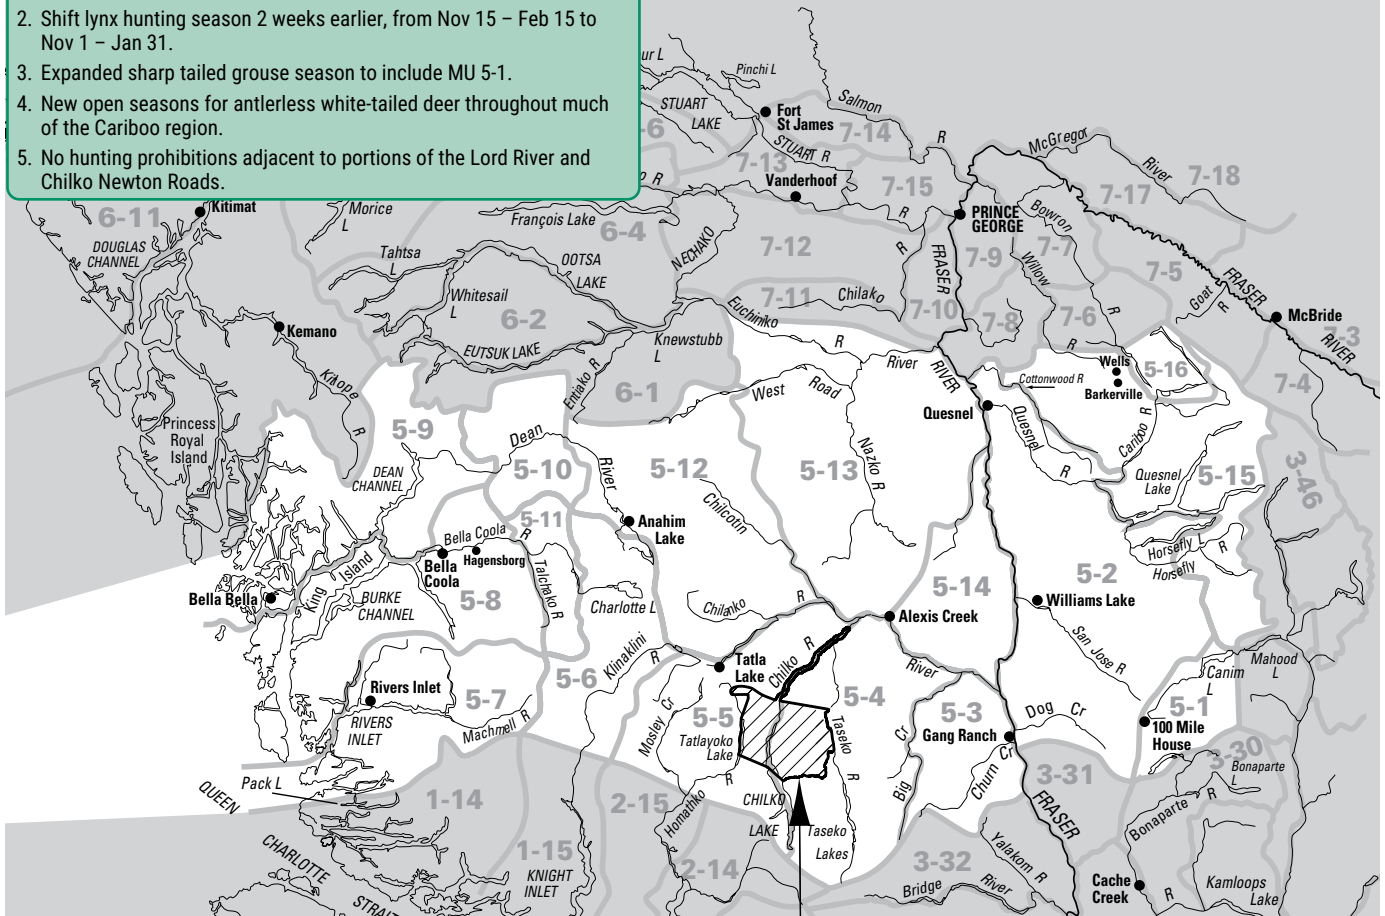 2. Shift lynx hunting season 2 weeks earlier, from Nov 15 – Feb 15 to
Nov 1 – Jan 31.
3. Expanded sharp tailed grouse season to include MU 5-1.
4. New open seasons for antlerless white-tailed deer throughout much
of the Cariboo region.
5. No hunting prohibitions adjacent to portions of the Lord River and
Chilko Newton Roads.
ur L
Pinchi L
STUART
LAKE
-6
Fort
St James
Salmon
R
7-14
STUART R
7-13
Vanderhoof
7-15
R
McGregor
River
7-17
7-18
6-11
Kitimat
DOUGLAS
CHANNEL
Morice
L
R
François Lake
6-4
NECHAKO
7-12
R
PRINCE
GEORGE
FRASER
7-9
Bowron
7-7
Willow
R
7-5
Goat
R
FRASER
RIVER
McBride
7-3
7-4
Tahtsa
L
OOTSA
LAKE
Whitesail
L
6-2
EUTSUK LAKE
Kemano
Kitlope
R
7-11
Chilako
7-10
7-8
7-6
Knewstubb
L
Euchiniko
R
River
RIVER
R
Wells
Barkerville
5-16
Entiako R
6-1
West
Road
Cottonwood R
Quesnel
Princess
Royal
Island
5-9
DEAN
CHANNEL
Dean
River
5-10
5-12
5-13
Nazko R
Quesnel
R
Cariboo R
Quesnel
Lake
5-15
3-46
Chilcotin
5-11
Anahim
Lake
Bella Coola
R
Hagensborg
Bella
Coola
Horsefly L
Horsefly
R
King
Island
Bella Bella
BURKE
CHANNEL
5-8
Talchako R
Charlotte L
Chilanko
R
5-14
5-2
Williams Lake
Alexis Creek
Klinaklini
R
Tatla
Lake
Chilko R
River
San Jose R
Mahood
L
Canim
L
5-6
5-7
Rivers Inlet
RIVERS
INLET
Machmell R
Mosley Cr
5-5
Tatlayoko
Lake
5-4
Taseko
R
5-3
Gang Ranch
Dog Cr
5-1
100 Mile
House
3-30
Bonaparte
L
Big
Cr
Churn Cr
3-31
FRASER
Pack L
QUEEN
CHARLOTTE
STRAIT
1-14
2-15
Homathko
R
CHILKO
LAKE
Taseko
Lakes
1-15
KNIGHT
INLET
2-14
3-32
Yalakom R
Bridge
River
Bonaparte R
Cache
Creek
R
Kamloops
Lake